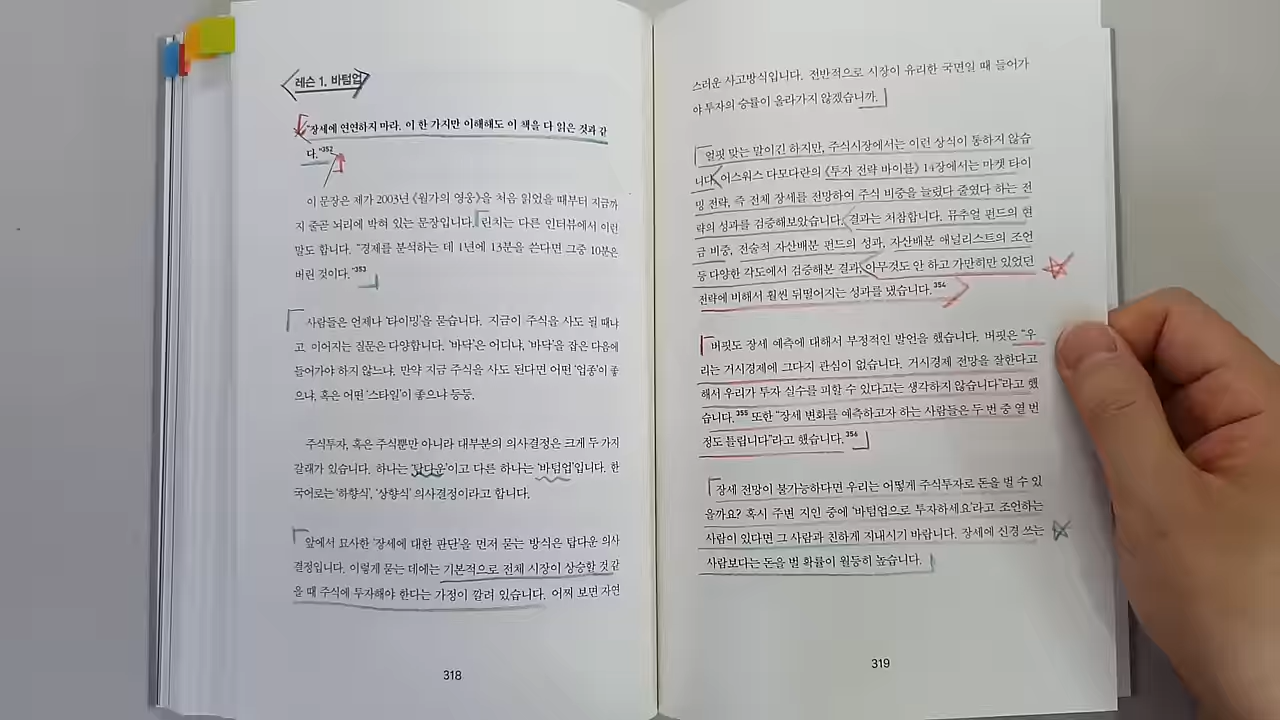 레슨 1. 바텀업
"장세에 연연하지 마라. 이 한 가지만 이해해도 이 책을 다 읽은 것과 같
다."352
이 문장은 제가 2003년 《월가의 영웅》을 처음 읽었을 때부터 지금까
지 줄곧 뇌리에 박혀 있는 문장입니다. 린치는 다른 인터뷰에서 이런
말도 합니다. "경제를 분석하는 데 1년에 13분을 쓴다면 그중 10분은
버린 것이다."353
사람들은 언제나 '타이밍'을 묻습니다. 지금이 주식을 사도 될 때냐
고. 이어지는 질문은 다양합니다. '바닥'은 어디냐, '바닥'을 잡은 다음에
들어가야 하지 않느냐, 만약 지금 주식을 사도 된다면 어떤 '업종'이 좋
으냐, 혹은 어떤 '스타일'이 좋으냐 등등.
주식투자, 혹은 주식뿐만 아니라 대부분의 의사결정은 크게 두 가지
갈래가 있습니다. 하나는 '탑다운'이고 다른 하나는 '바텀업'입니다. 한
국어로는 '하향식', '상향식' 의사결정이라고 합니다.
앞에서 묘사한 '장세에 대한 판단'을 먼저 묻는 방식은 탑다운 의사
결정입니다. 이렇게 묻는 데에는 기본적으로 전체 시장이 상승할 것 같
을 때 주식에 투자해야 한다는 가정이 깔려 있습니다. 어찌 보면 자연
318
스러운 사고방식입니다. 전반적으로 시장이 유리한 국면일 때 들어가
야 투자의 승률이 올라가지 않겠습니까.
얼핏 맞는 말이긴 하지만, 주식시장에서는 이런 상식이 통하지 않습
니다. 어스워스 다모다란의 《투자 전략 바이블》 14장에서는 마켓 타이
밍 전략, 즉 전체 장세를 전망하여 주식 비중을 늘렸다 줄였다 하는 전
략의 성과를 검증해보았습니다. 결과는 처참합니다. 뮤추얼 펀드의 현
금 비중, 전술적 자산배분 펀드의 성과, 자산배분 애널리스트의 조언
등 다양한 각도에서 검증해본 결과, 아무것도 안 하고 가만히만 있었던
전략에 비해서 훨씬 뒤떨어지는 성과를 냈습니다.354
버핏도 장세 예측에 대해서 부정적인 발언을 했습니다. 버핏은 "우
리는 거시경제에 그다지 관심이 없습니다. 거시경제 전망을 잘한다고
해서 우리가 투자 실수를 피할 수 있다고는 생각하지 않습니다"라고 했
습니다.355 또한 "장세 변화를 예측하고자 하는 사람들은 두 번 중 열 번
정도 틀립니다"라고 했습니다.356
장세 전망이 불가능하다면 우리는 어떻게 주식투자로 돈을 벌 수 있
을까요? 혹시 주변 지인 중에 '바텀업으로 투자하세요'라고 조언하는
사람이 있다면 그 사람과 친하게 지내시기 바랍니다. 장세에 신경 쓰는
사람보다는 돈을 벌 확률이 월등히 높습니다.
319